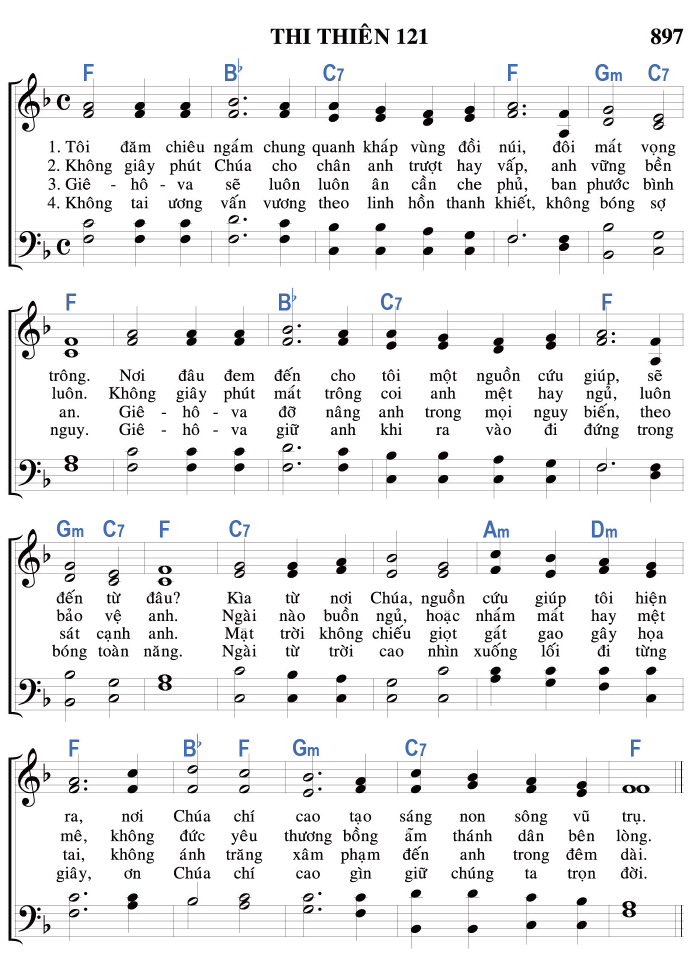 THI THIÊN 121 897
F B♭ C7 F Gm C7
1. Tôi đăm chiêu ngắm chung quanh khắp vùng đồi núi, đôi mắt vọng
2. Không giây phút Chúa cho chân anh trượt hay vấp, anh vững bền
3. Giê - hô - va sẽ luôn luôn ân cần che phủ, ban phước bình
4. Không tai ương vấn vương theo linh hồn thanh khiết, không bóng sợ
F B♭ C7 F
trông. Nơi đâu đem đến cho tôi một nguồn cứu giúp, sẽ
luôn. Không giây phút mắt trông coi anh mệt hay ngủ, luôn
an. Giê - hô - va đỡ nâng anh trong mọi nguy biến, theo
nguy. Giê - hô - va giữ anh khi ra vào đi đứng trong
Gm C7 F C7 Am Dm
đến từ đâu? Kìa từ nơi Chúa, nguồn cứu giúp tôi hiện
bảo vệ anh. Ngài nào buồn ngủ, hoặc nhắm mắt hay mệt
sát cạnh anh. Mặt trời không chiếu giọt gắt gao gây họa
bóng toàn năng. Ngài từ trời cao nhìn xuống lối đi từng
F B♭ F Gm C7 F
ra, nơi Chúa chí cao tạo sáng non sông vũ trụ.
mê, không đức yêu thương bồng ẵm thánh dân bên lòng.
tai, không ánh trăng xâm phạm đến anh trong đêm dài.
giây, ơn Chúa chí cao gìn giữ chúng ta trọn đời.